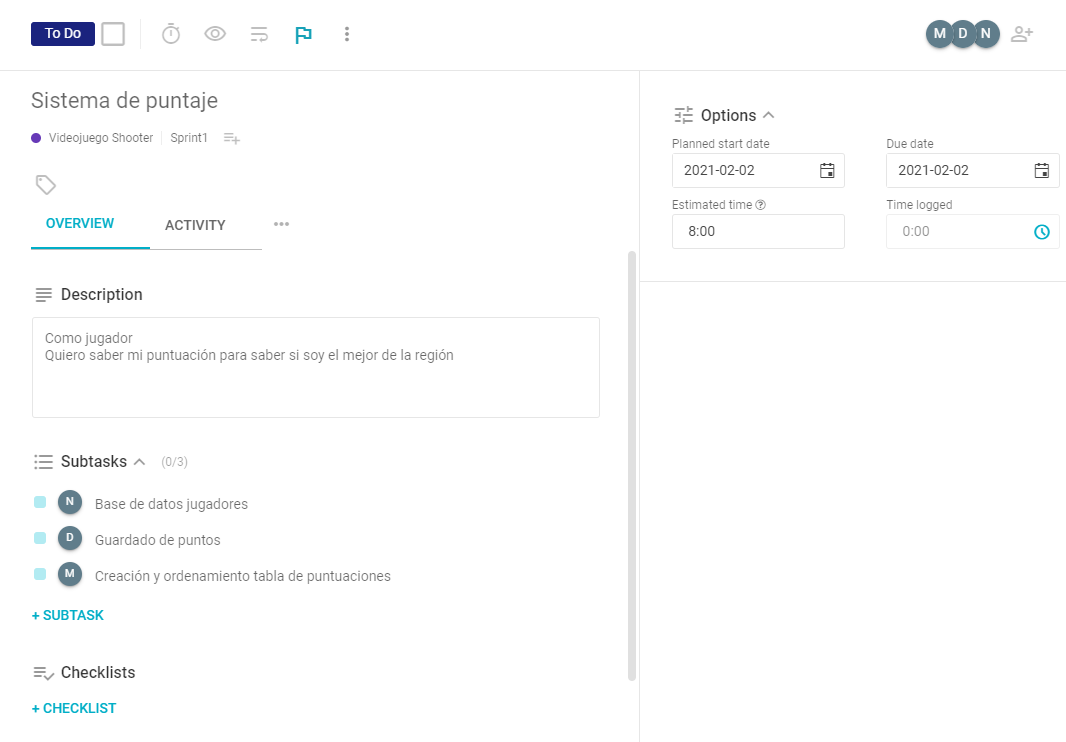 To Do
M D N
Sistema de puntaje
Videojuego Shooter Sprint1
OVERVIEW ACTIVITY
Description
Como jugador
Quiero saber mi puntuación para saber si soy el mejor de la región
Subtasks (0/3)
N Base de datos jugadores
D Guardado de puntos
M Creación y ordenamiento tabla de puntuaciones
+ SUBTASK
Checklists
+ CHECKLIST
Options
Planned start date Due date
2021-02-02 2021-02-02
Estimated time Time logged
8:00 0:00